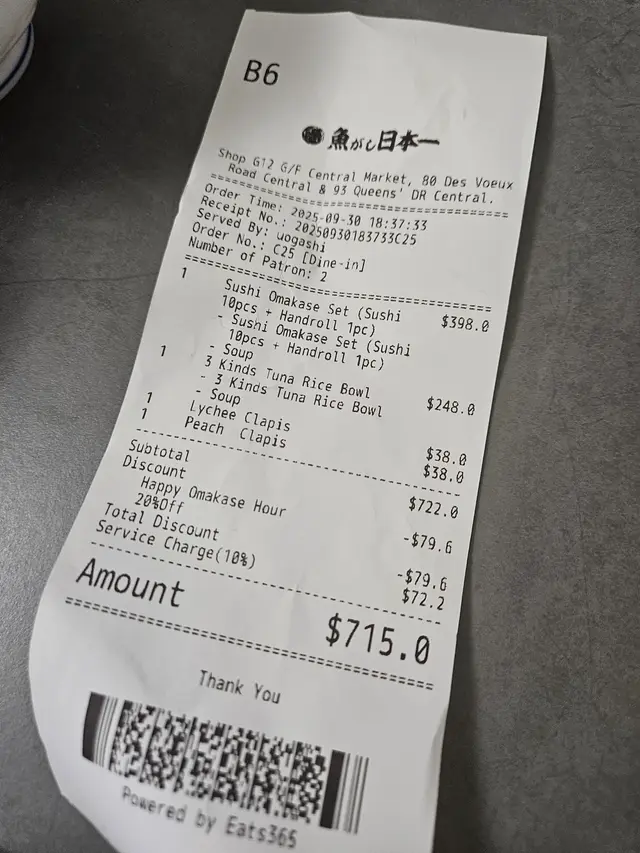 B6
魚がし日本一
Shop G12 G/F Central Market, 80 Des Voeux
Road Central & 93 Queens' DR Central.
Order Time: 2025-09-30 18:37:33
Receipt No.: 20250930183733C25
Served By: uogashi
Order No.: C25 [Dine-in]
Number of Patron: 2
1 Sushi Omakase Set (Sushi $398.0
10pcs + Handroll 1pc)
- Sushi Omakase Set (Sushi
10pcs + Handroll 1pc)
- Soup
1 3 Kinds Tuna Rice Bowl $248.0
- 3 Kinds Tuna Rice Bowl
- Soup
1 Lychee Clapis $38.0
1 Peach Clapis $38.0
Subtotal $722.0
Discount
Happy Omakase Hour -$79.6
20%Off
Total Discount -$79.6
Service Charge(10%) $72.2
Amount $715.0
Thank You
Powered by Eats365